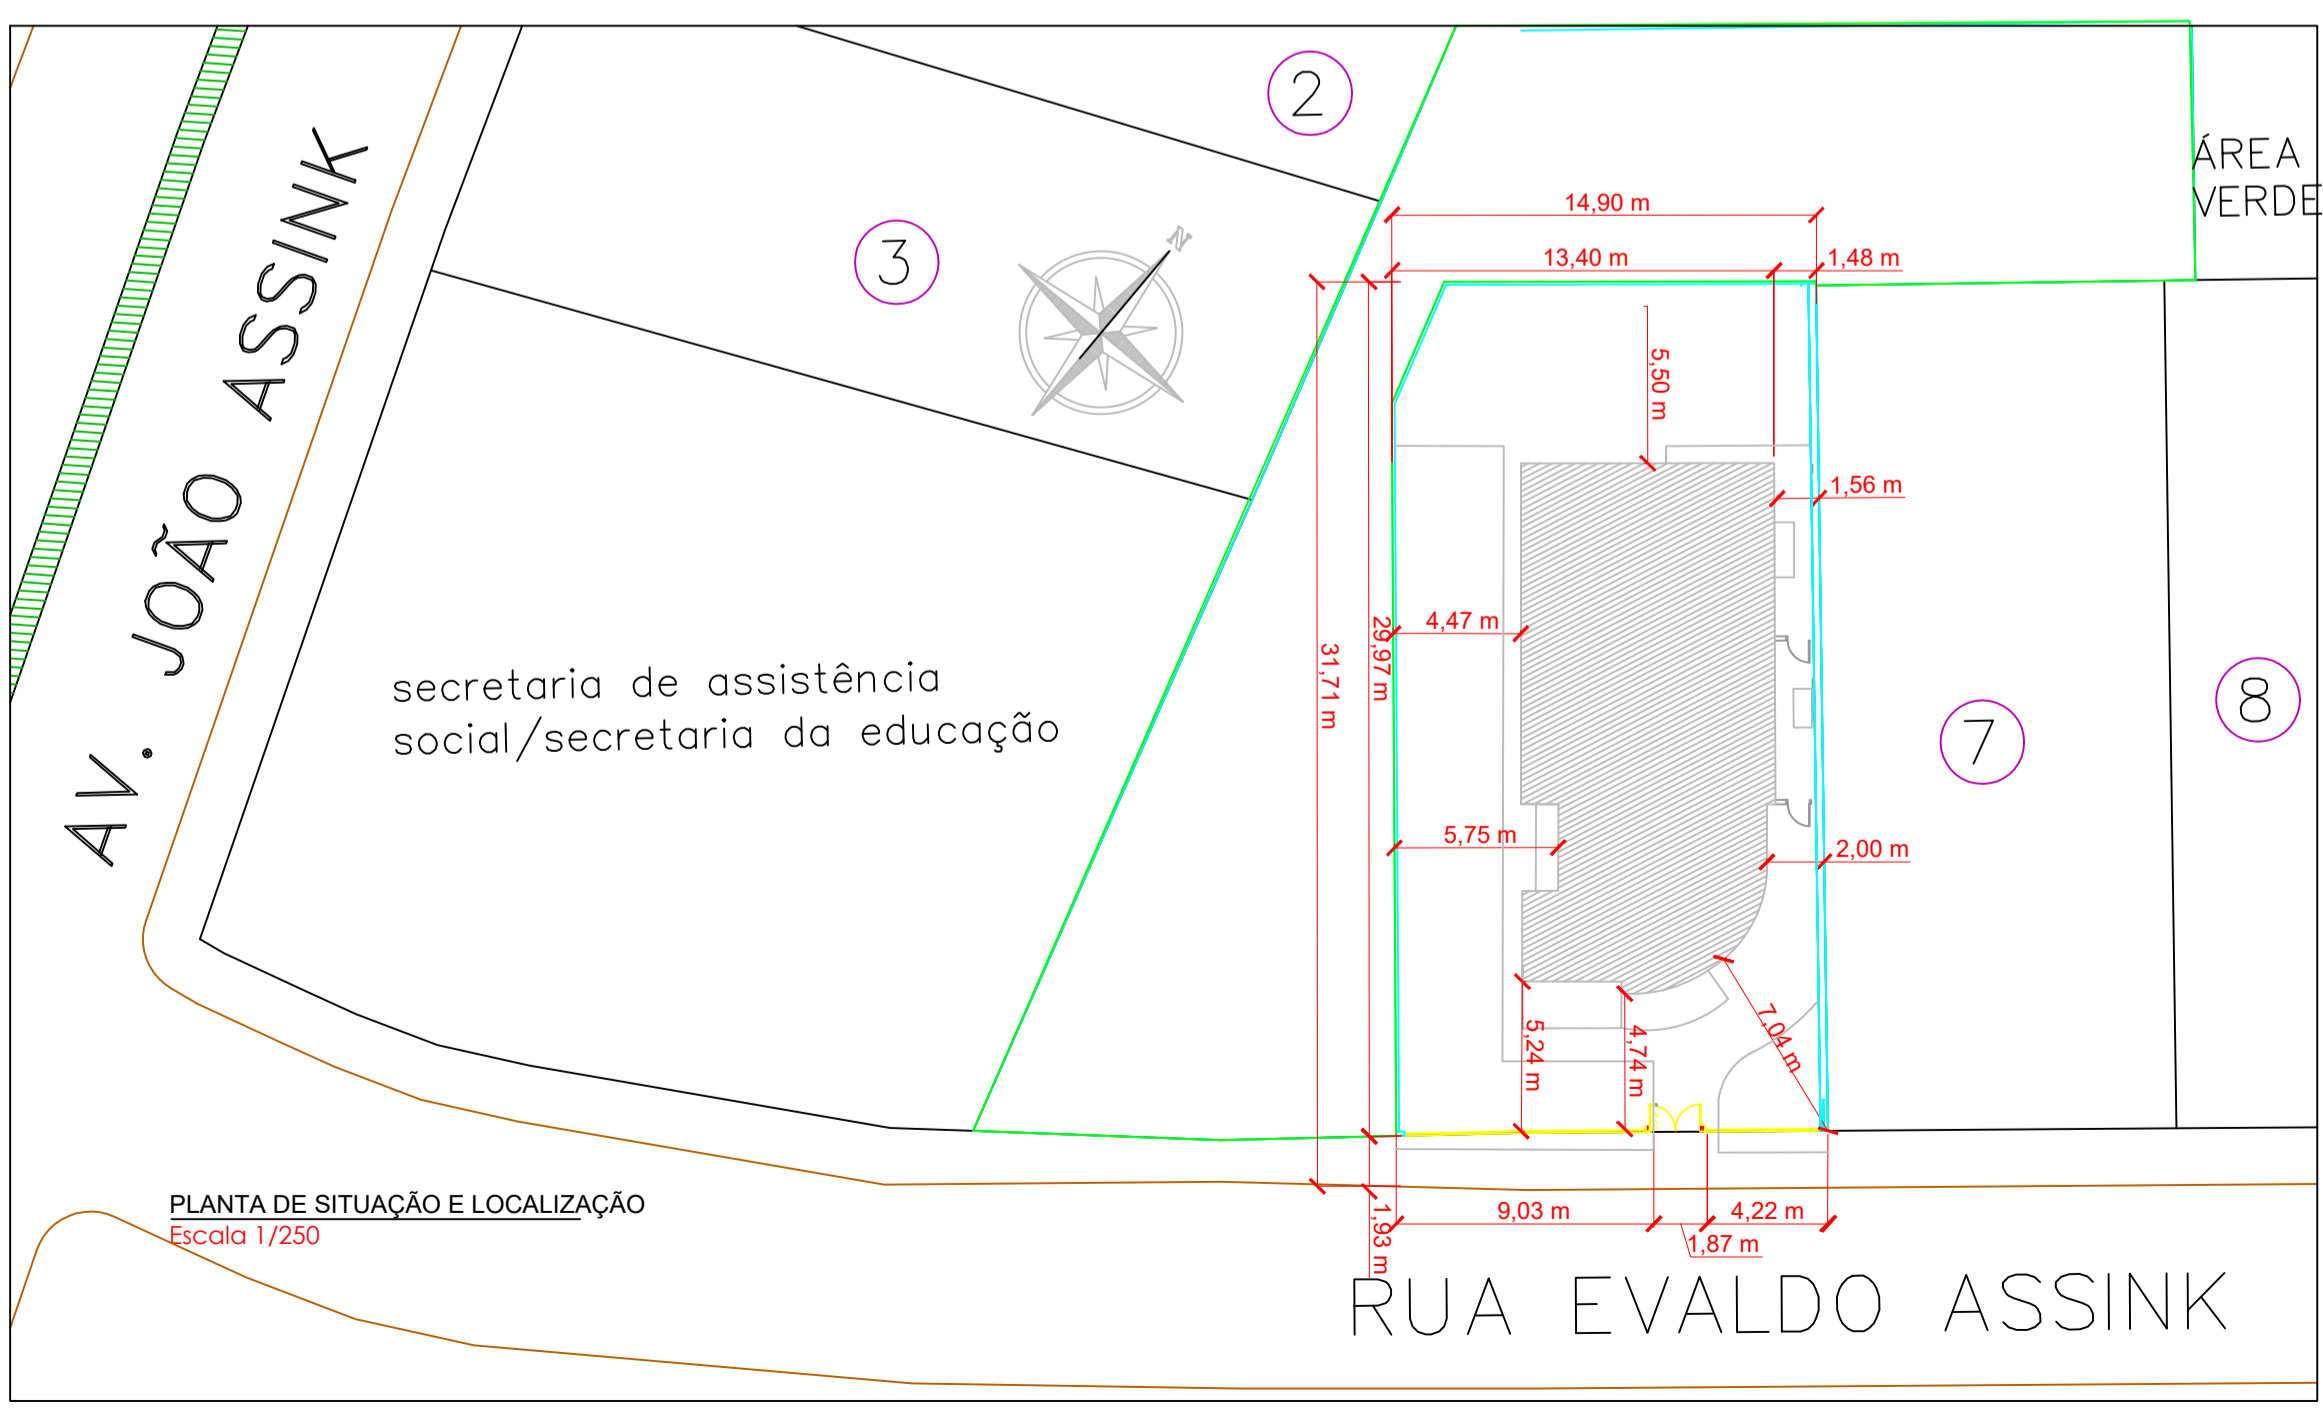 2
ÁREA
VERDE
AV. JOÃO ASSINK
3
N
14,90 m
13,40 m
1,48 m
5,50 m
1,56 m
4,47 m
29,97 m
31,71 m
secretaria de assistência
social/secretaria da educação
7
8
5,75 m
2,00 m
5,24 m
4,74 m
7,04 m
PLANTA DE SITUAÇÃO E LOCALIZAÇÃO
Escala 1/250
9,03 m
4,22 m
1,93 m
1,87 m
RUA EVALDO ASSINK